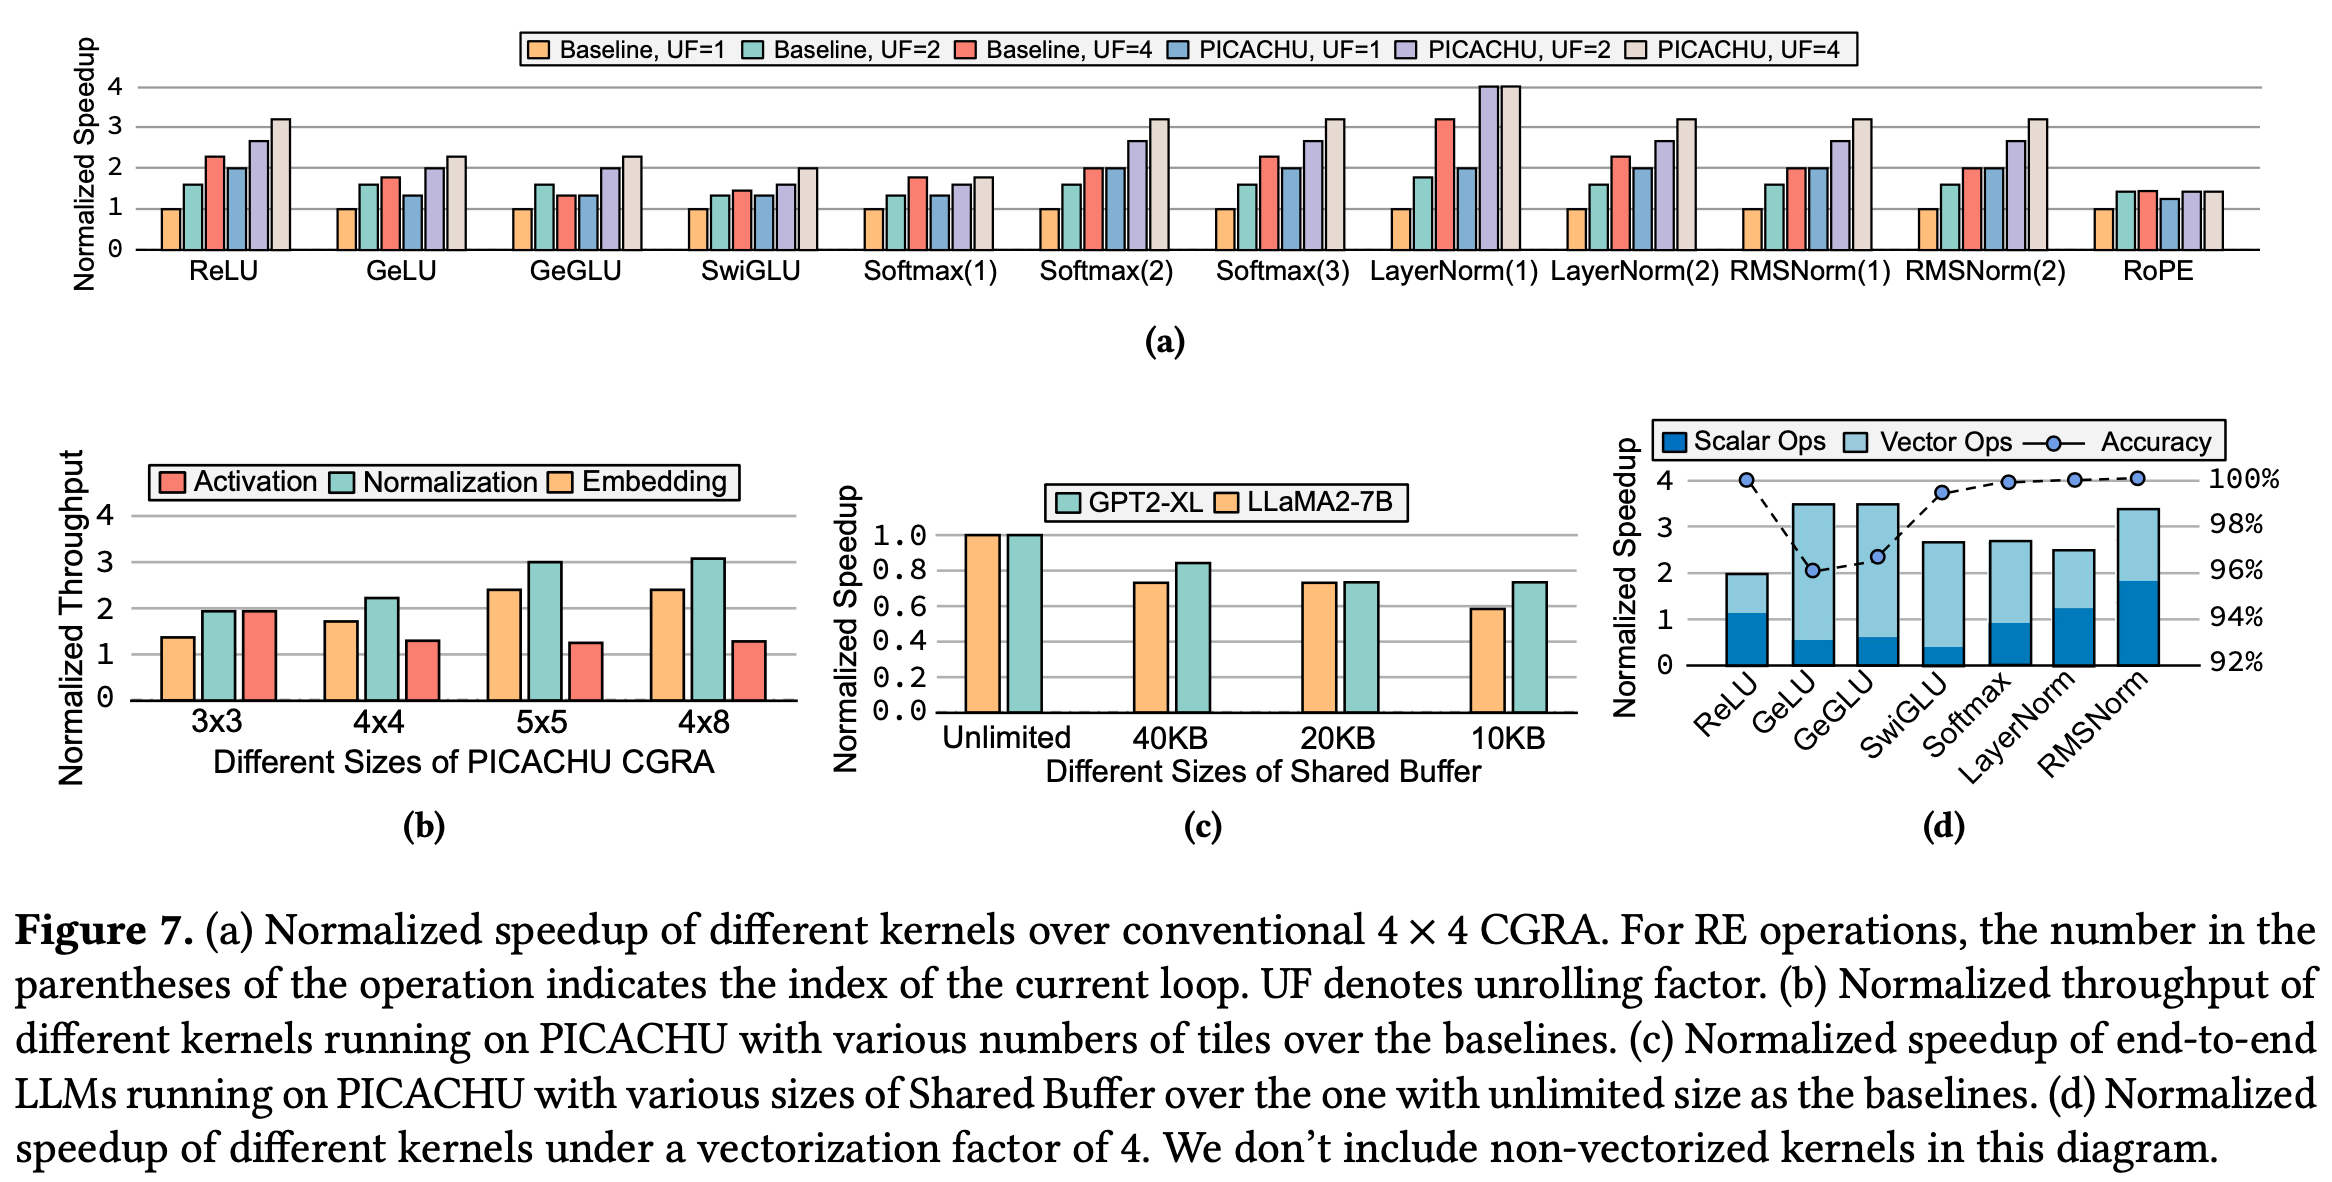 Baseline, UF=1 Baseline, UF=2 Baseline, UF=4 PICACHU, UF=1 PICACHU, UF=2 PICACHU, UF=4
Normalized Speedup
4
3
2
1
0
ReLU GeLU GeGLU SwiGLU Softmax(1) Softmax(2) Softmax(3) LayerNorm(1) LayerNorm(2) RMSNorm(1) RMSNorm(2) RoPE
(a)
Activation Normalization Embedding
Normalized Throughput
4
3
2
1
0
3x3 4x4 5x5 4x8
Different Sizes of PICACHU CGRA
(b)
GPT2-XL LLaMA2-7B
Normalized Speedup
1.0
0.8
0.6
0.4
0.2
0.0
Unlimited 40KB 20KB 10KB
Different Sizes of Shared Buffer
(c)
Scalar Ops Vector Ops Accuracy
Normalized Speedup
4
3
2
1
0
100%
98%
96%
94%
92%
ReLU GeLU GeGLU SwiGLU Softmax LayerNorm RMSNorm
(d)
Figure 7. (a) Normalized speedup of different kernels over conventional 4 × 4 CGRA. For RE operations, the number in the
parentheses of the operation indicates the index of the current loop. UF denotes unrolling factor. (b) Normalized throughput of
different kernels running on PICACHU with various numbers of tiles over the baselines. (c) Normalized speedup of end-to-end
LLMs running on PICACHU with various sizes of Shared Buffer over the one with unlimited size as the baselines. (d) Normalized
speedup of different kernels under a vectorization factor of 4. We don't include non-vectorized kernels in this diagram.